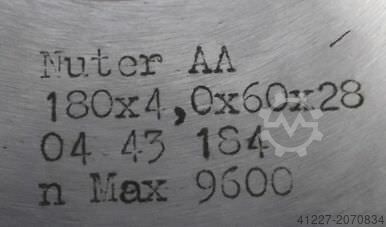 Nuter AA
180x4,0x60x28
04 43 184
n Max 9600
41227-2070834